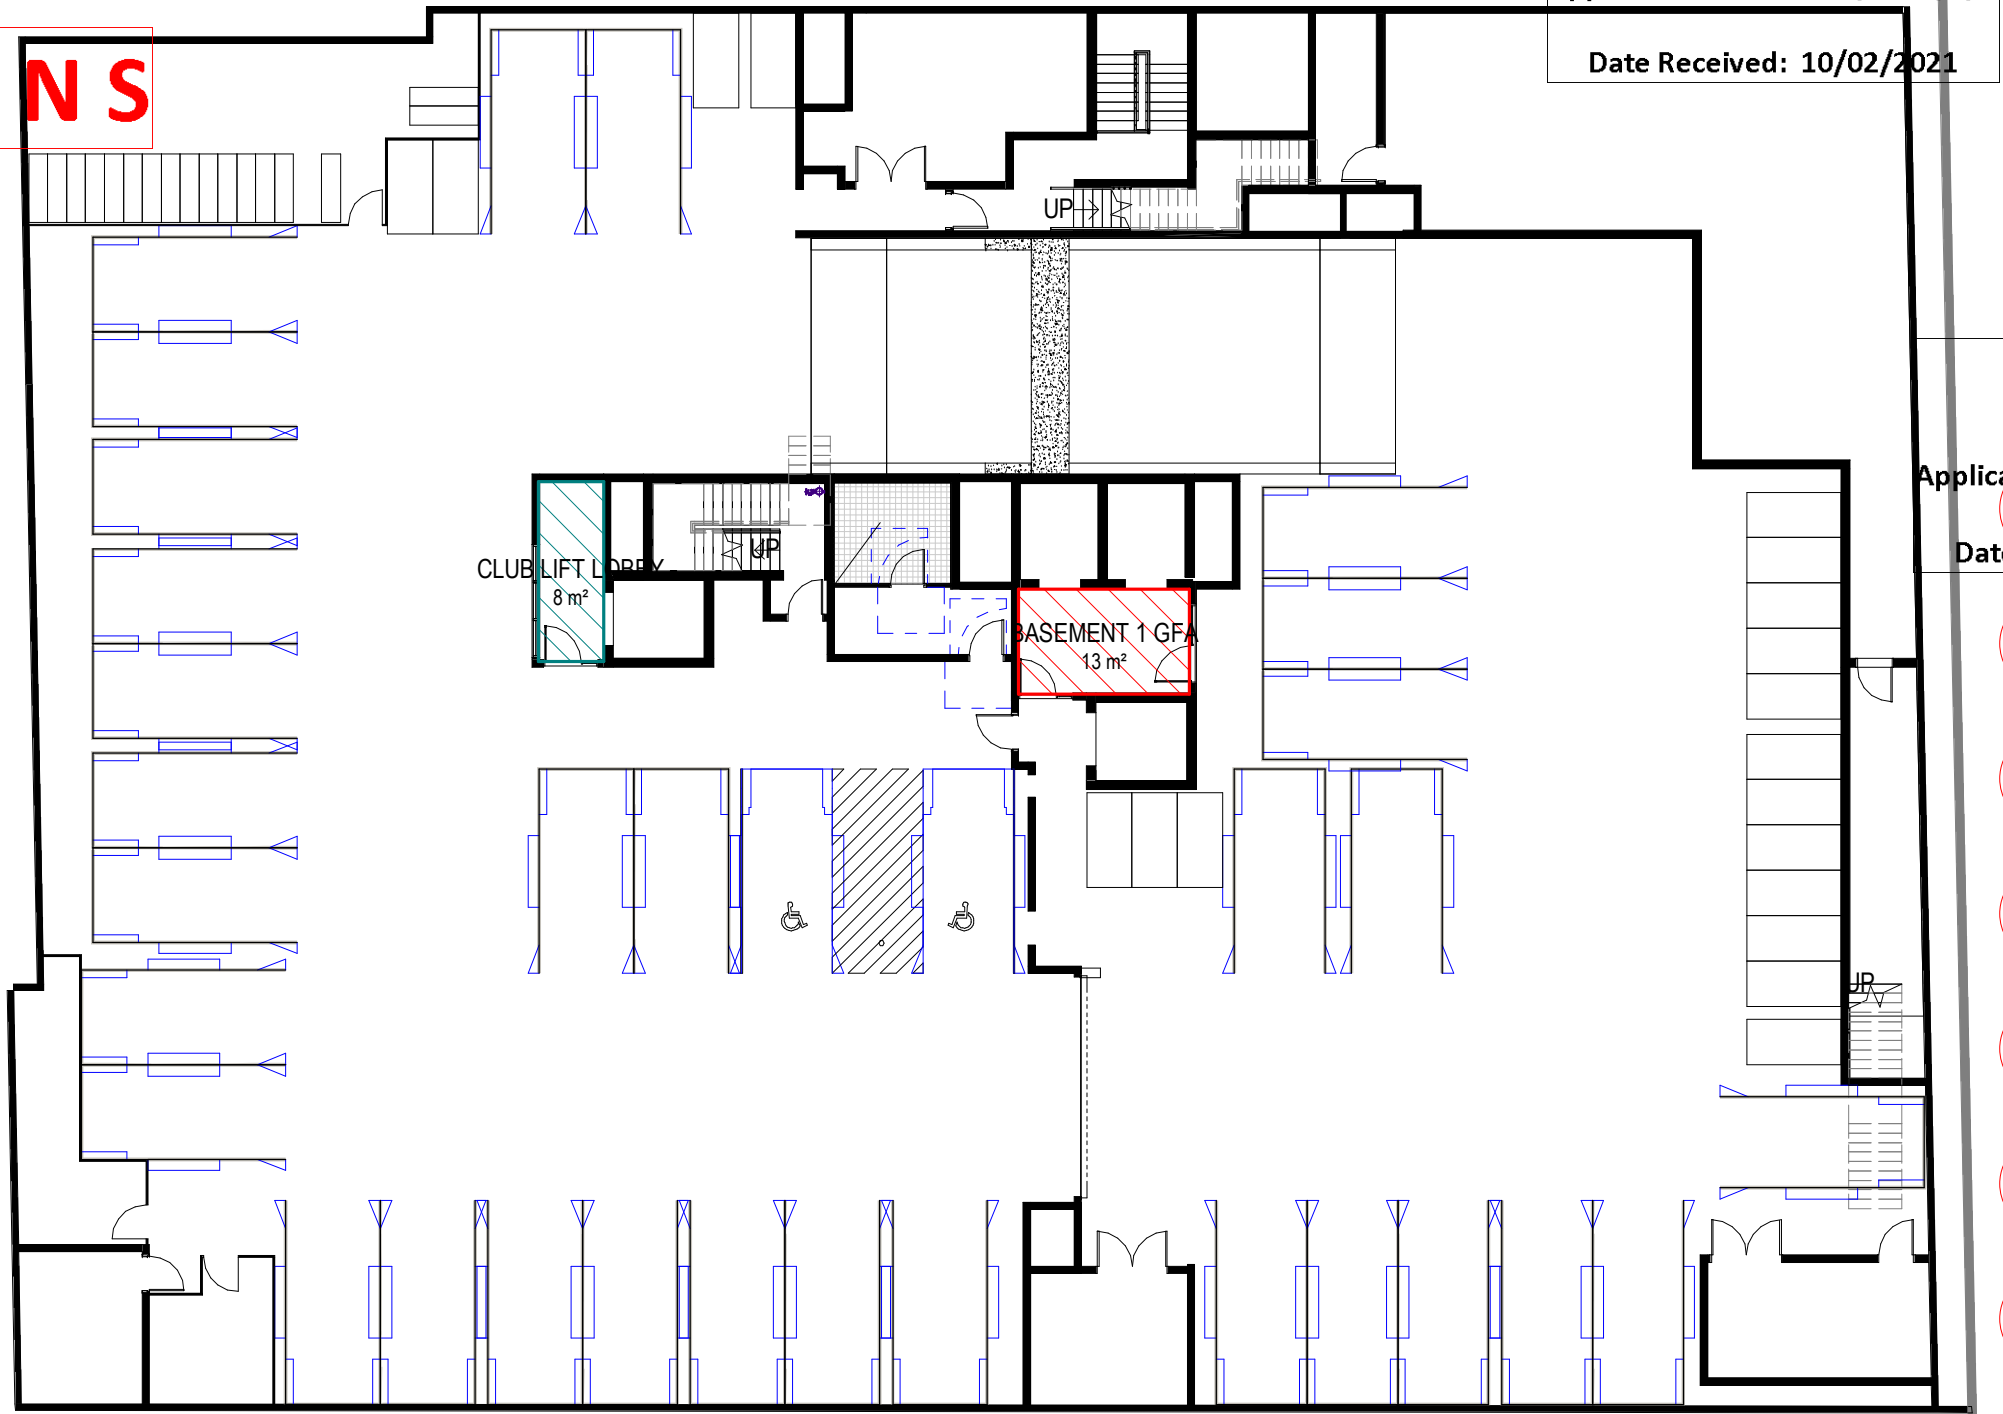 N S
Date Received: 10/02/2021
UP
Applica
Date
CLUB LIFT LOBBY
8 m²
UP
BASEMENT 1 GFA
13 m²
UP